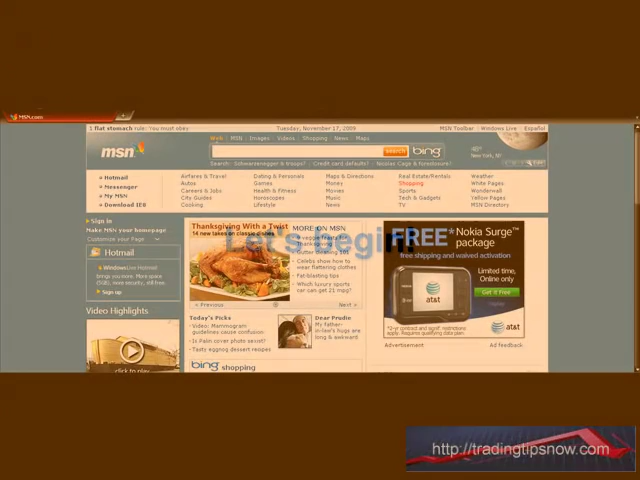 MSN.com
1 flat stomach rule: You must obey
Tuesday, November 17, 2009
MSN Toolbar | Windows Live | Español
msn
Web | MSN | Images | Videos | Shopping | News | Maps
search bing
Search: Schwarzenegger & troops? | Credit card defaults? | Nicolas Cage & foreclosure?
New York, NY
Hotmail
Messenger
My MSN
Download IE8
Airfares & Travel
Autos
Careers & Jobs
City Guides
Cooking
Dating & Personals
Games
Health & Fitness
Horoscopes
Lifestyle
Maps & Directions
Money
Movies
Music
News
Real Estate/Rentals
Shopping
Sports
Tech & Gadgets
TV
Weather
White Pages
Wonderwall
Yellow Pages
MSN Directory
Sign in
Make MSN your homepage
Customize your Page
Hotmail
Windows Live Hotmail brings you more. More space
(5GB), more security, still free.
Sign up
Video Highlights
click to play
Let's begin
Thanksgiving With a Twist
14 new takes on classic dishes
< Previous
Next >
MORE ON MSN
9 veggie feasts for
Thanksgiving
Gutter cleaning 101
Celebs show how to
wear flattering clothes
Fat-blasting tips
Which luxury sports
car can get 21 mpg?
Today's Picks
Video: Mammogram
guidelines cause confusion
Is Palin cover photo sexist?
Tasty eggnog dessert recipes
Dear Prudie
My father-
in-law's hugs are
long & awkward
bing shopping
FREE* Nokia Surge™
package
free shipping and waived activation
Limited time,
Online only
Get It Free
at&t
*2-yr contract and signif. restrictions
apply. Requires qualifying data plan.
at&t
Advertisement
Ad feedback
http://tradingtipsnow.com